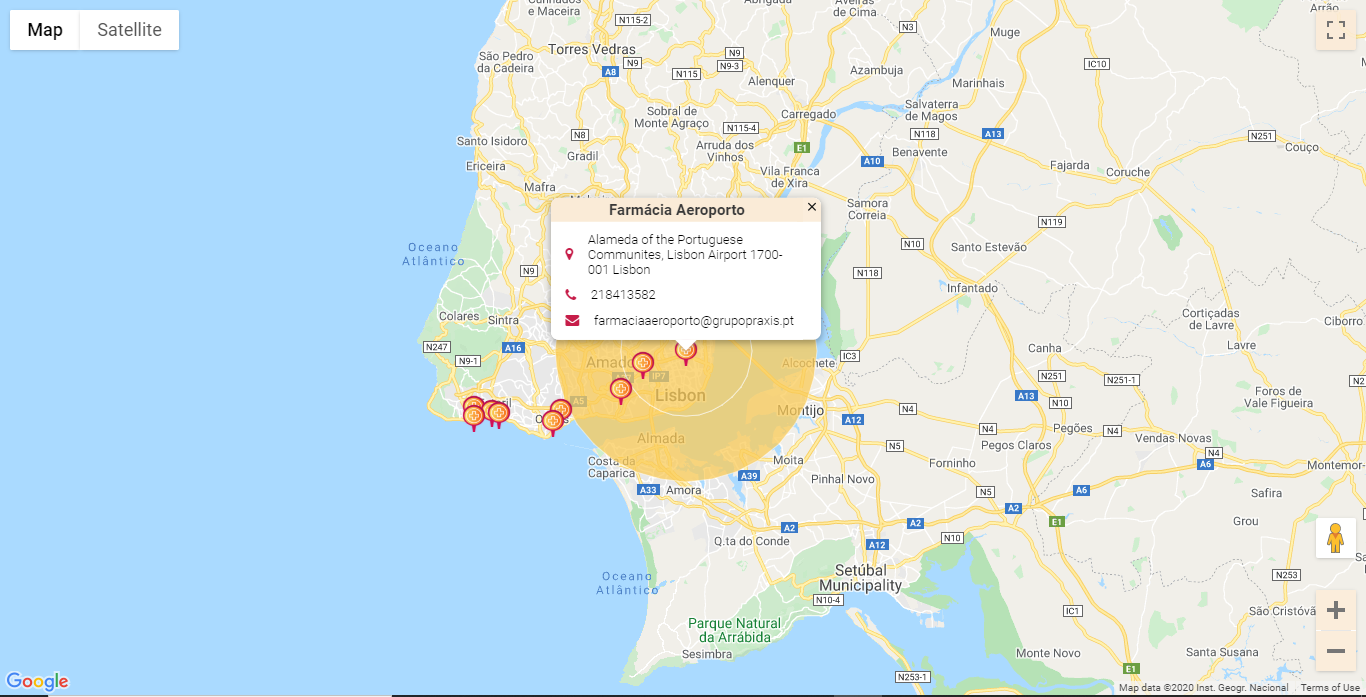 Map
Satellite
Cunhados
e Maceira
N115-2
Abrigada
Aveiras
de Cima
N3
Arrão
Muge
Torres Vedras
N9
N9
IC10
São Pedro
da Cadeira
A8
N115
N9-3
Alenquer
Azambuja
Marinhais
Sobral de
Monte Agraço
Carregado
Salvaterra
de Magos
N8
N115-4
N118
A13
N251
Santo Isidoro
Arruda dos
Vinhos
E1
Couço
Gradil
A10
Benavente
Ericeira
Fajarda
Coruche
Vila Franca
de Xira
Mafra
Samora
Correia
Farmácia Aeroporto
Alameda of the Portuguese
Communites, Lisbon Airport 1700-
001 Lisbon
218413582
farmaciaaeroporto@grupopraxis.pt
N119
Oceano
Atlântico
N10
Santo Estevão
N9
N118
Infantado
Colares
Sintra
Cortiçadas
de Lavre
Ciborro
N247
A16
Canha
Lavre
N9-1
Alcochete
IC3
IP7
Lisbon
N251
N251-1
N2
A5
Montijo
N4
A13
N10
Foros de
Vale Figueira
A12
Almada
N5
N4
Pegões
N4
Vendas Novas
Pegos Claros
N4
Costa da
Caparica
Moita
Forninho
A6
Montemor-
A39
Pinhal Novo
A33
Amora
N5
A6
Safira
A2
Grou
A2
A2
E1
Q.ta do Conde
A12
N10
Setúbal
Municipality
Oceano
Atlântico
N253
N10-4
IC1
São Cristóvã
Parque Natural
da Arrábida
Sesimbra
Monte Novo
Santa Susana
E1
N253-1
Google
Map data ©2020 Inst. Geogr. Nacional
Terms of Use